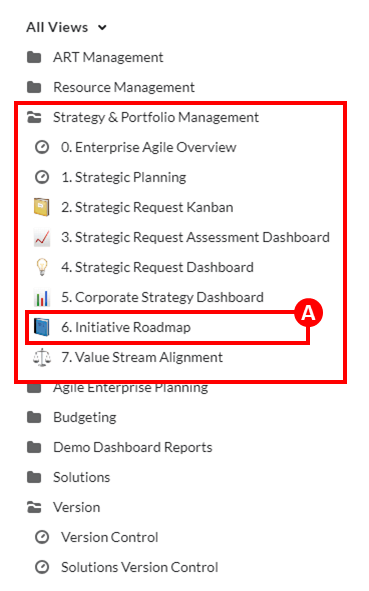 All Views
ART Management
Resource Management
Strategy & Portfolio Management
0. Enterprise Agile Overview
1. Strategic Planning
2. Strategic Request Kanban
3. Strategic Request Assessment Dashboard
4. Strategic Request Dashboard
5. Corporate Strategy Dashboard
A
6. Initiative Roadmap
7. Value Stream Alignment
Agile Enterprise Planning
Budgeting
Demo Dashboard Reports
Solutions
Version
Version Control
Solutions Version Control